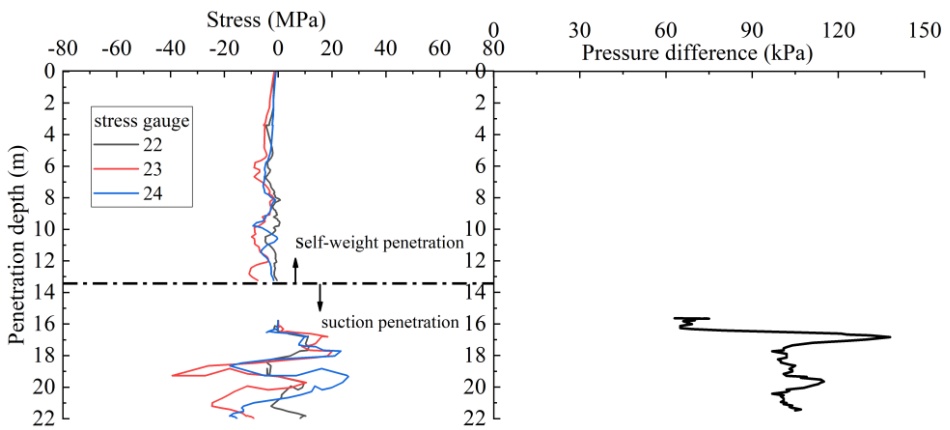 Stress (MPa)
-80 -60 -40 -20 0 20 40 60 80
30 60 90 120 150
Pressure difference (kPa)
Penetration depth (m)
0 0
2 2
4 4
6 6
8 8
10 10
12 12
14 14
16 16
18 18
20 20
22 22
stress gauge
22
23
24
self-weight penetration
suction penetration